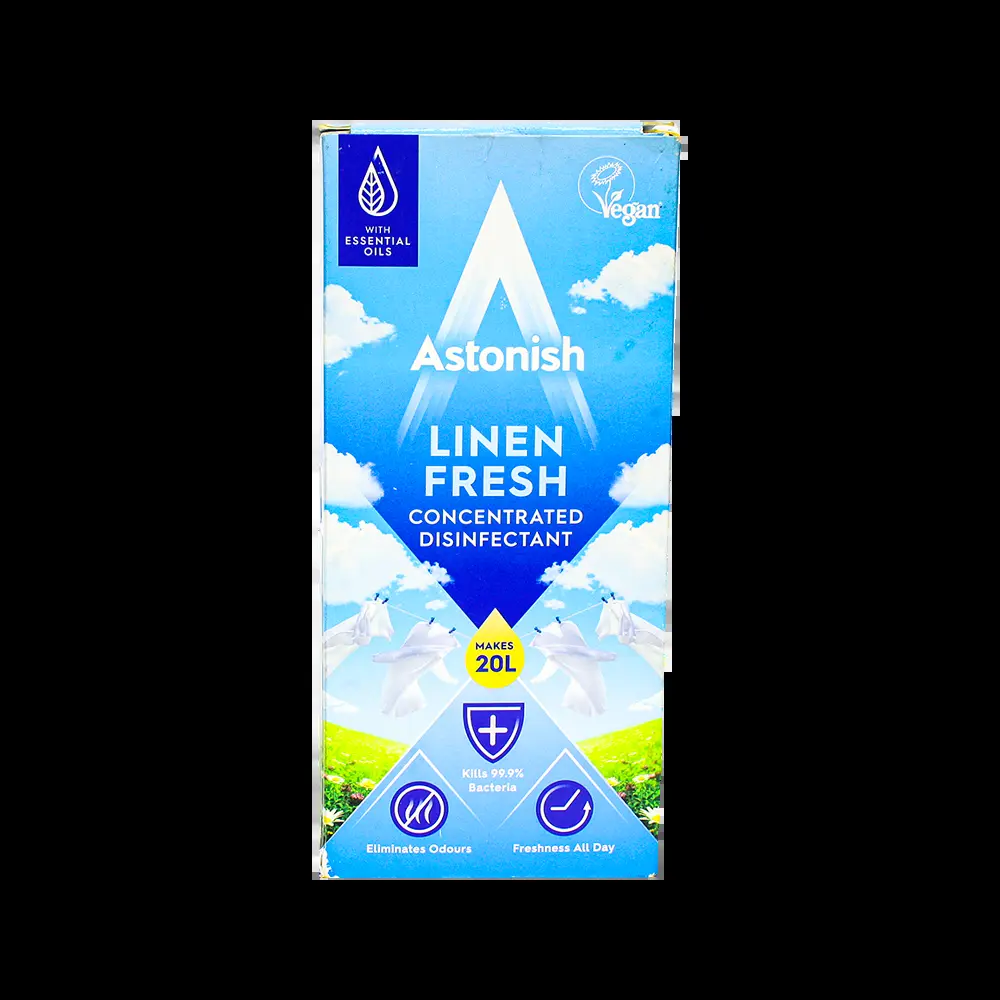 WITH
ESSENTIAL
OILS
Vegan
Astonish
LINEN
FRESH
CONCENTRATED
DISINFECTANT
MAKES
20L
Kills 99.9%
Bacteria
Eliminates Odours
Freshness All Day